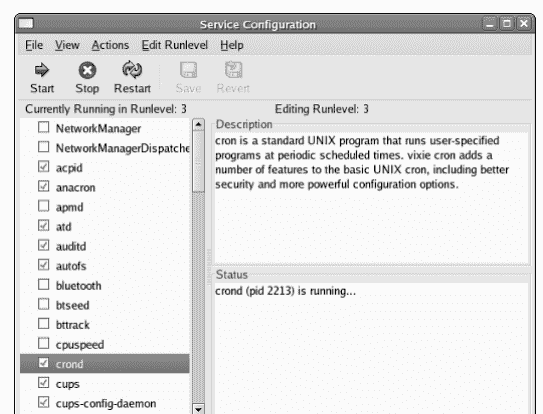 Service Configuration
File View Actions Edit Runlevel Help
Start Stop Restart Save Revert
Currently Running in Runlevel: 3 Editing Runlevel: 3
NetworkManager
NetworkManagerDispatche
acpid
anacron
apmd
atd
auditd
autofs
bluetooth
btseed
bttrack
cpuspeed
crond
cups
cups-config-daemon
Description
cron is a standard UNIX program that runs user-specified
programs at periodic scheduled times. vixie cron adds a
number of features to the basic UNIX cron, including better
security and more powerful configuration options.
Status
crond (pid 2213) is running...